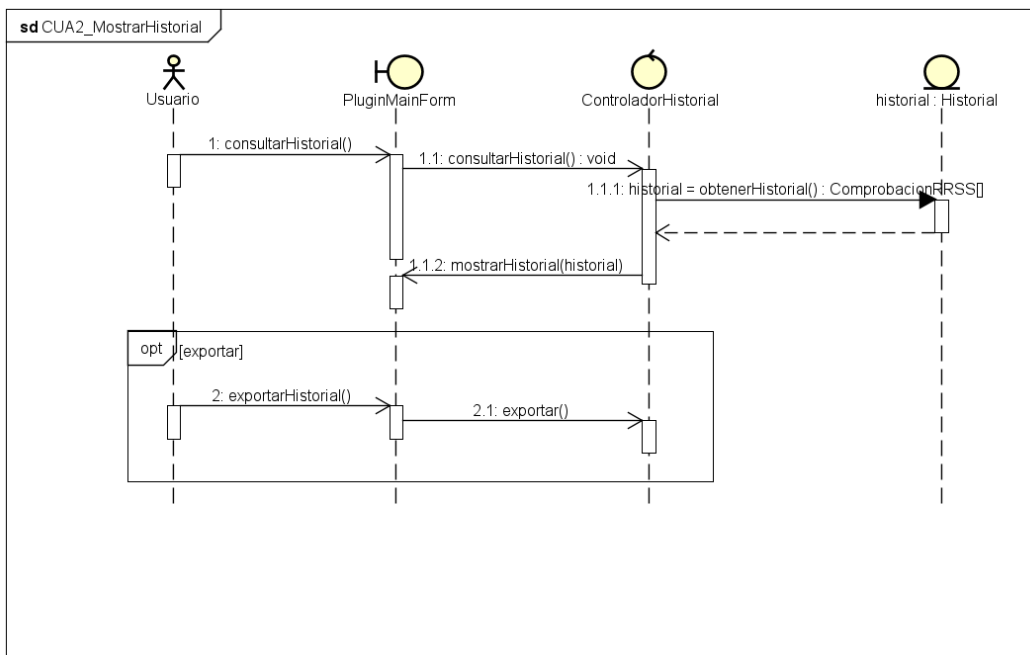 sd CUA2_MostrarHistorial
Usuario
PluginMainForm
ControladorHistorial
historial : Historial
1: consultarHistorial()
1.1: consultarHistorial() : void
1.1.1: historial = obtenerHistorial() : ComprobacionRRSS[]
1.1.2: mostrarHistorial(historial)
opt
[exportar]
2: exportarHistorial()
2.1: exportar()